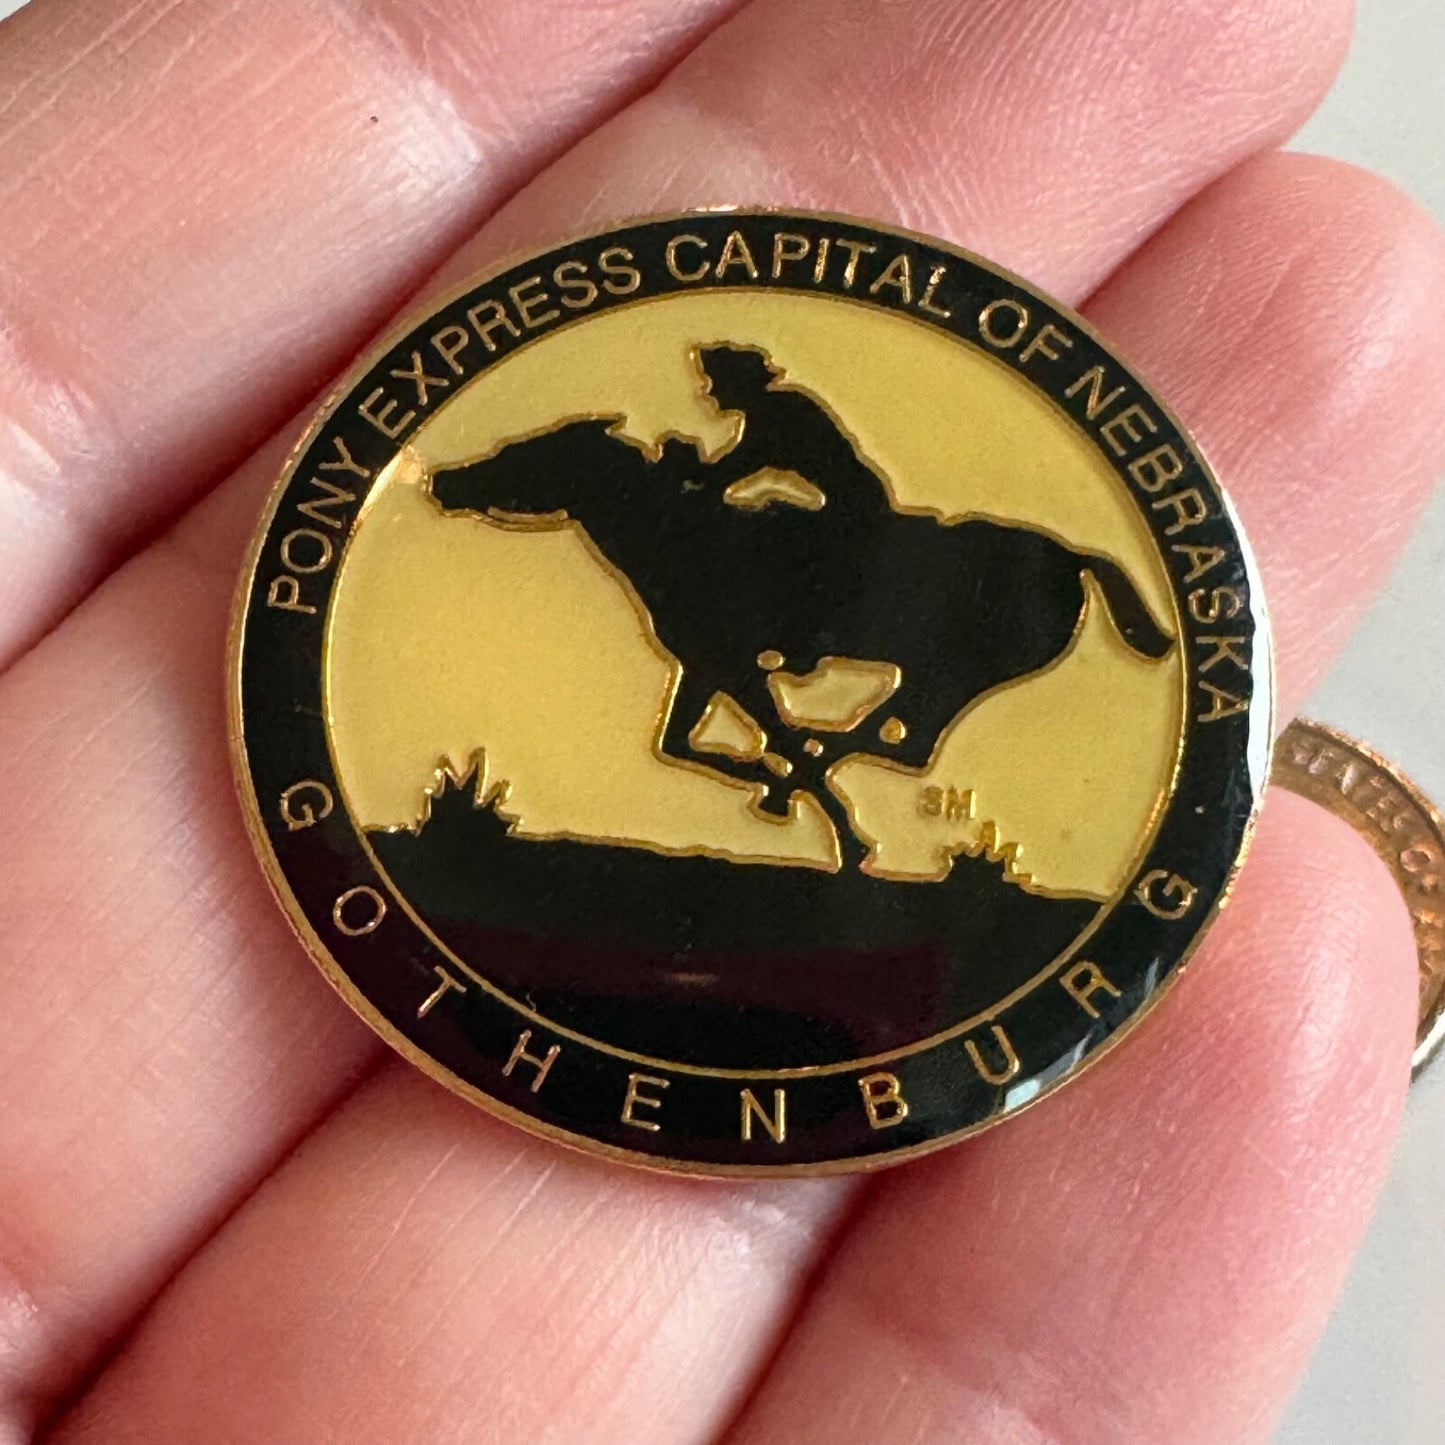 PONY EXPRESS CAPITAL OF NEBRASKA
SM
GOTHENBURG